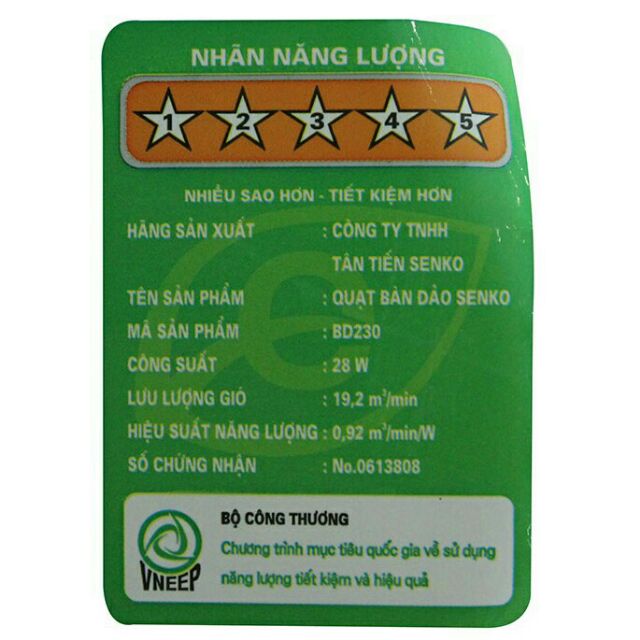 NHÃN NĂNG LƯỢNG
1 2 3 4 5
NHIỀU SAO HƠN - TIẾT KIỆM HƠN
HÃNG SẢN XUẤT : CÔNG TY TNHH
TÂN TIẾN SENKO
TÊN SẢN PHẨM : QUẠT BÀN DẢO SENKO
MÃ SẢN PHẨM : BD230
CÔNG SUẤT : 28 W
LƯU LƯỢNG GIÓ : 19,2 m³/min
HIỆU SUẤT NĂNG LƯỢNG : 0,92 m³/min/W
SỐ CHỨNG NHẬN : No.0613808
BỘ CÔNG THƯƠNG
Chương trình mục tiêu quốc gia về sử dụng
năng lượng tiết kiệm và hiệu quả
VNEEP